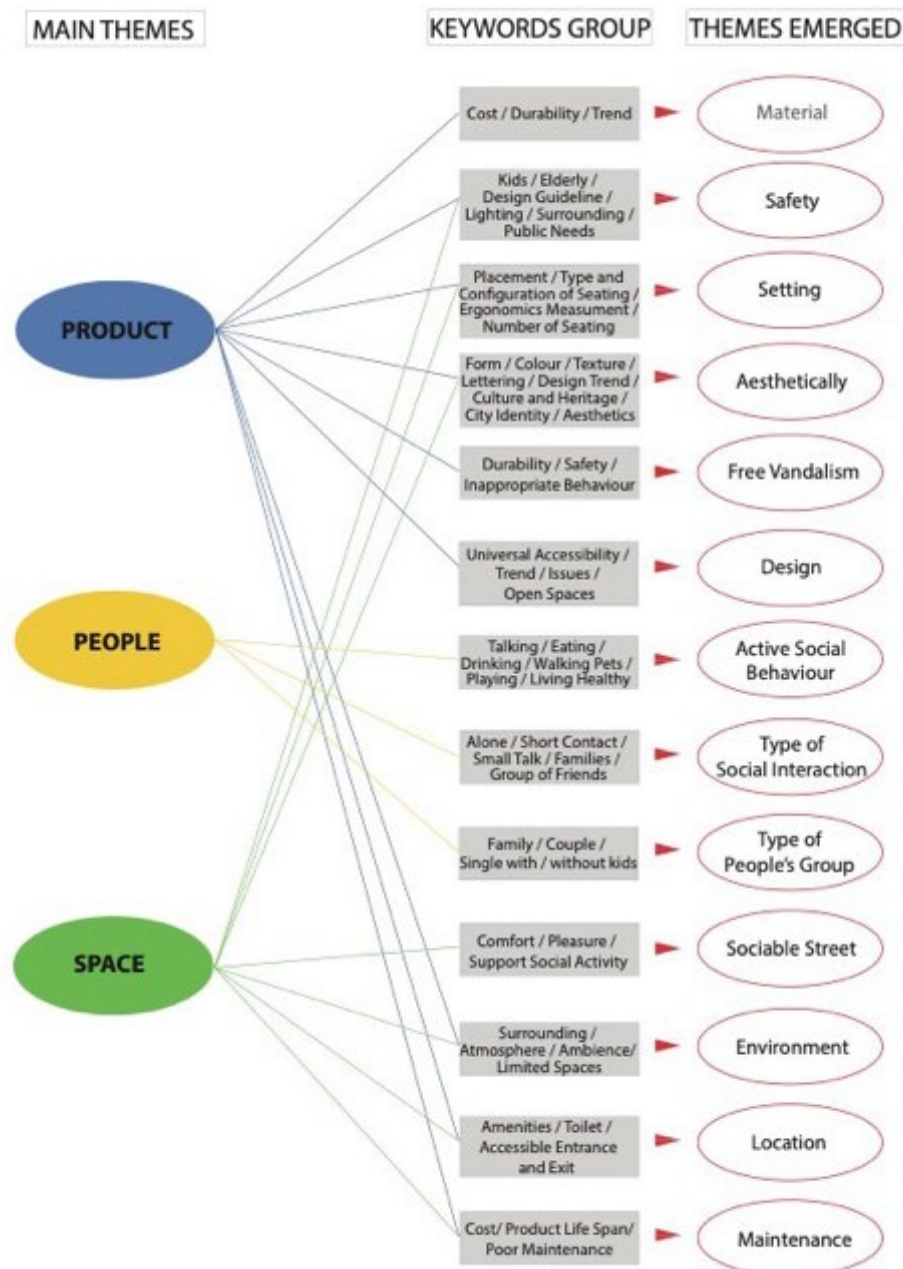 MAIN THEMES
KEYWORDS GROUP
THEMES EMERGED
Cost / Durability / Trend
Material
Kids / Elderly /
Design Guideline /
Lighting / Surrounding /
Public Needs
Safety
Placement / Type and
Configuration of Seating /
Ergonomics Measument /
Number of Seating
Setting
PRODUCT
Form / Colour / Texture /
Lettering / Design Trend /
Culture and Heritage /
City Identity / Aesthetics
Aesthetically
Durability / Safety /
Inappropriate Behaviour
Free Vandalism
Universal Accessibility /
Trend / Issues /
Open Spaces
Design
PEOPLE
Talking / Eating /
Drinking / Walking Pets /
Playing / Living Healthy
Active Social
Behaviour
Alone / Short Contact /
Small Talk / Families /
Group of Friends
Type of
Social Interaction
Family / Couple /
Single with / without kids
Type of
People's Group
SPACE
Comfort / Pleasure /
Support Social Activity
Sociable Street
Surrounding /
Atmosphere / Ambience/
Limited Spaces
Environment
Amenities / Toilet /
Accessible Entrance
and Exit
Location
Cost/ Product Life Span/
Poor Maintenance
Maintenance